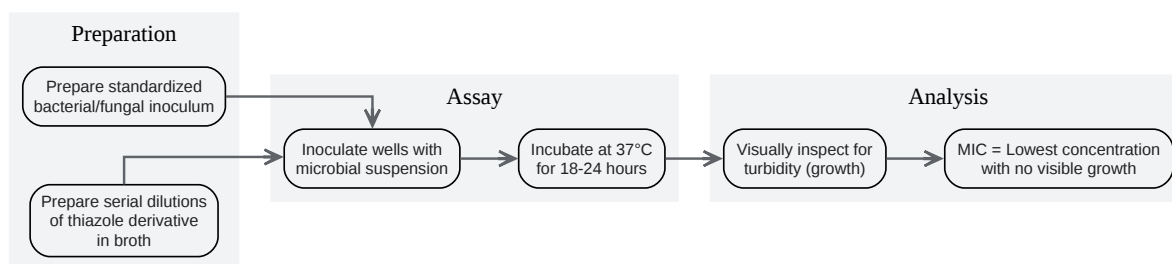 Preparation
Prepare standardized
bacterial/fungal inoculum
Prepare serial dilutions
of thiazole derivative
in broth
Assay
Inoculate wells with
microbial suspension
Incubate at 37°C
for 18-24 hours
Analysis
Visually inspect for
turbidity (growth)
MIC = Lowest concentration
with no visible growth